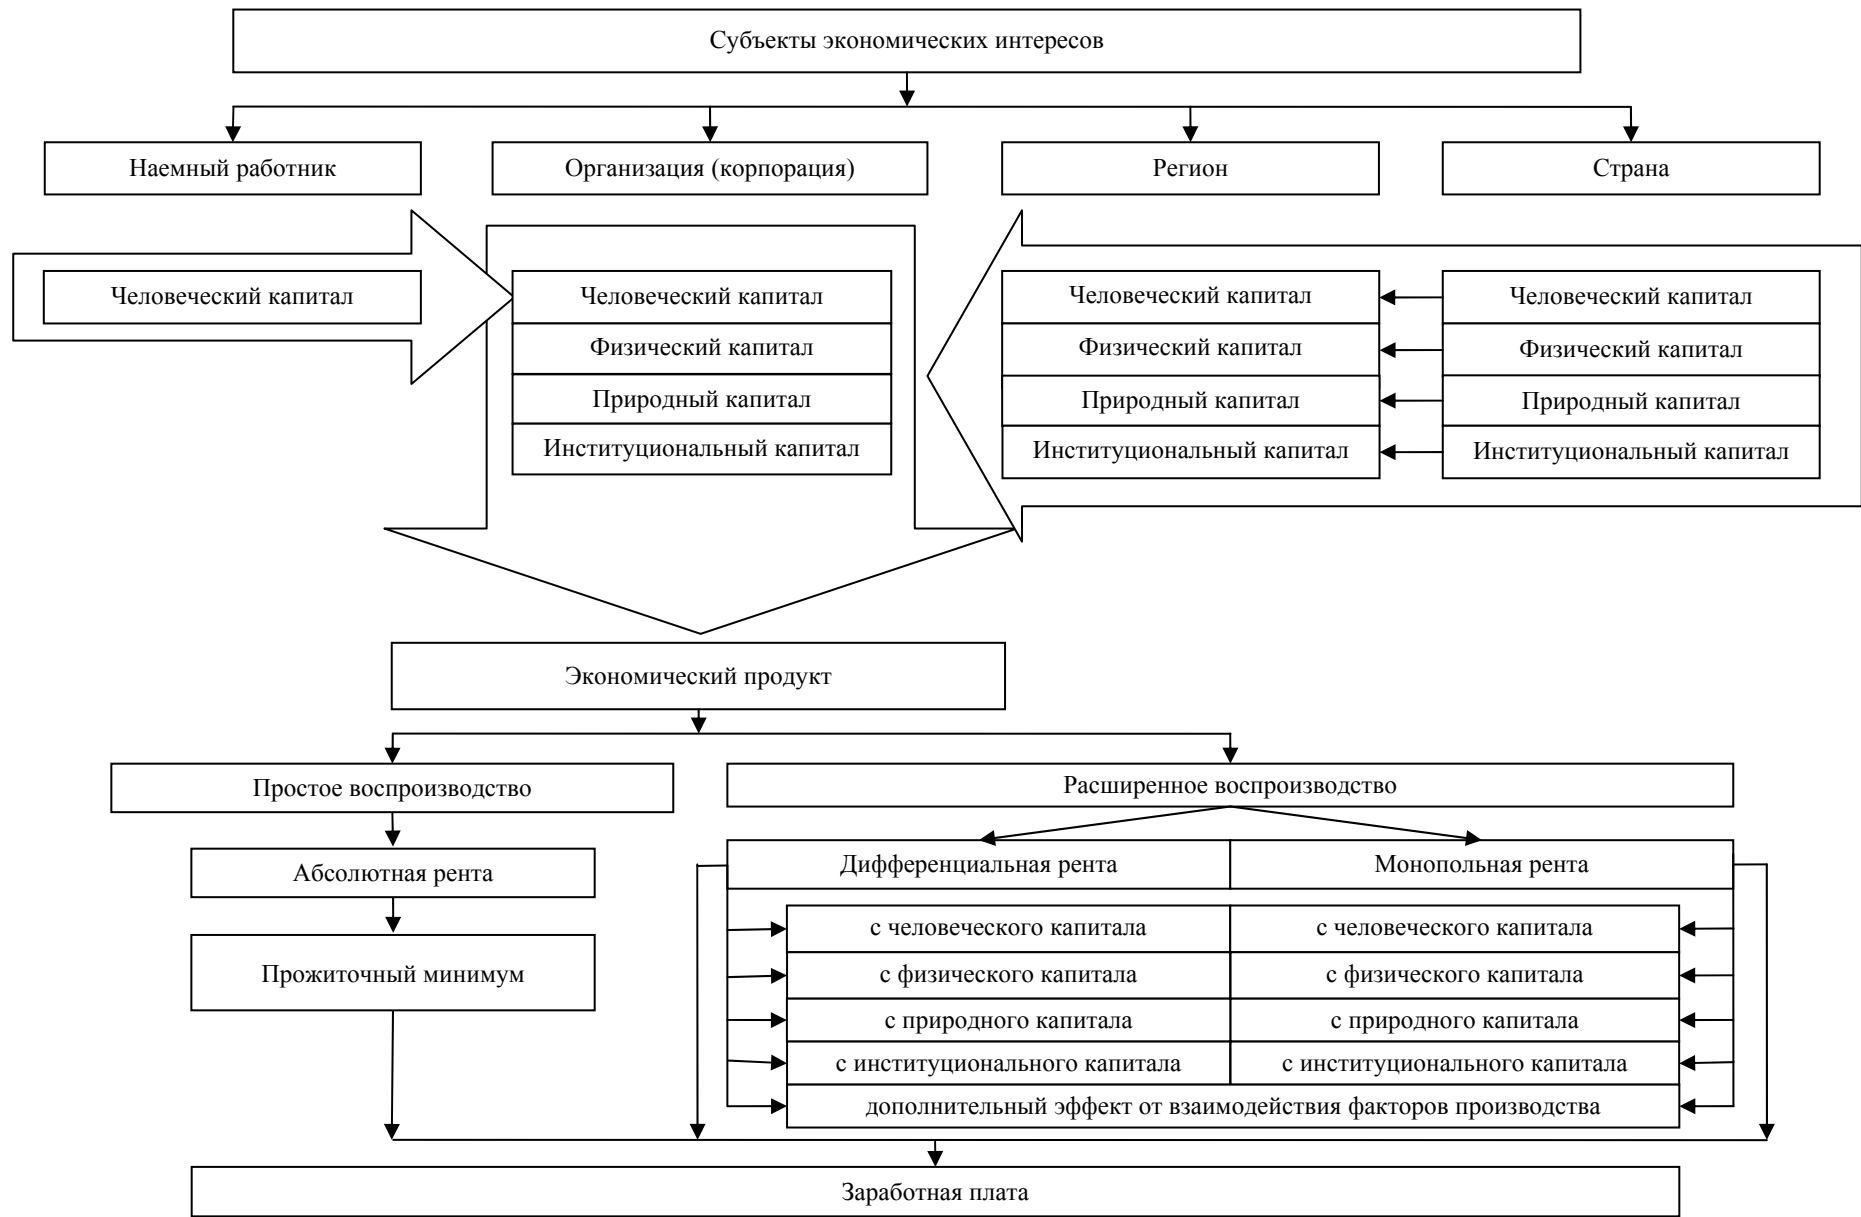 Субъекты экономических интересов
Наемный работник
Организация (корпорация)
Регион
Страна
Человеческий капитал
Человеческий капитал
Человеческий капитал
Человеческий капитал
Физический капитал
Физический капитал
Физический капитал
Природный капитал
Природный капитал
Природный капитал
Институциональный капитал
Институциональный капитал
Институциональный капитал
Экономический продукт
Простое воспроизводство
Расширенное воспроизводство
Абсолютная рента
Дифференциальная рента
Монопольная рента
Прожиточный минимум
с человеческого капитала
с человеческого капитала
с физического капитала
с физического капитала
с природного капитала
с природного капитала
с институционального капитала
с институционального капитала
дополнительный эффект от взаимодействия факторов производства
Заработная плата